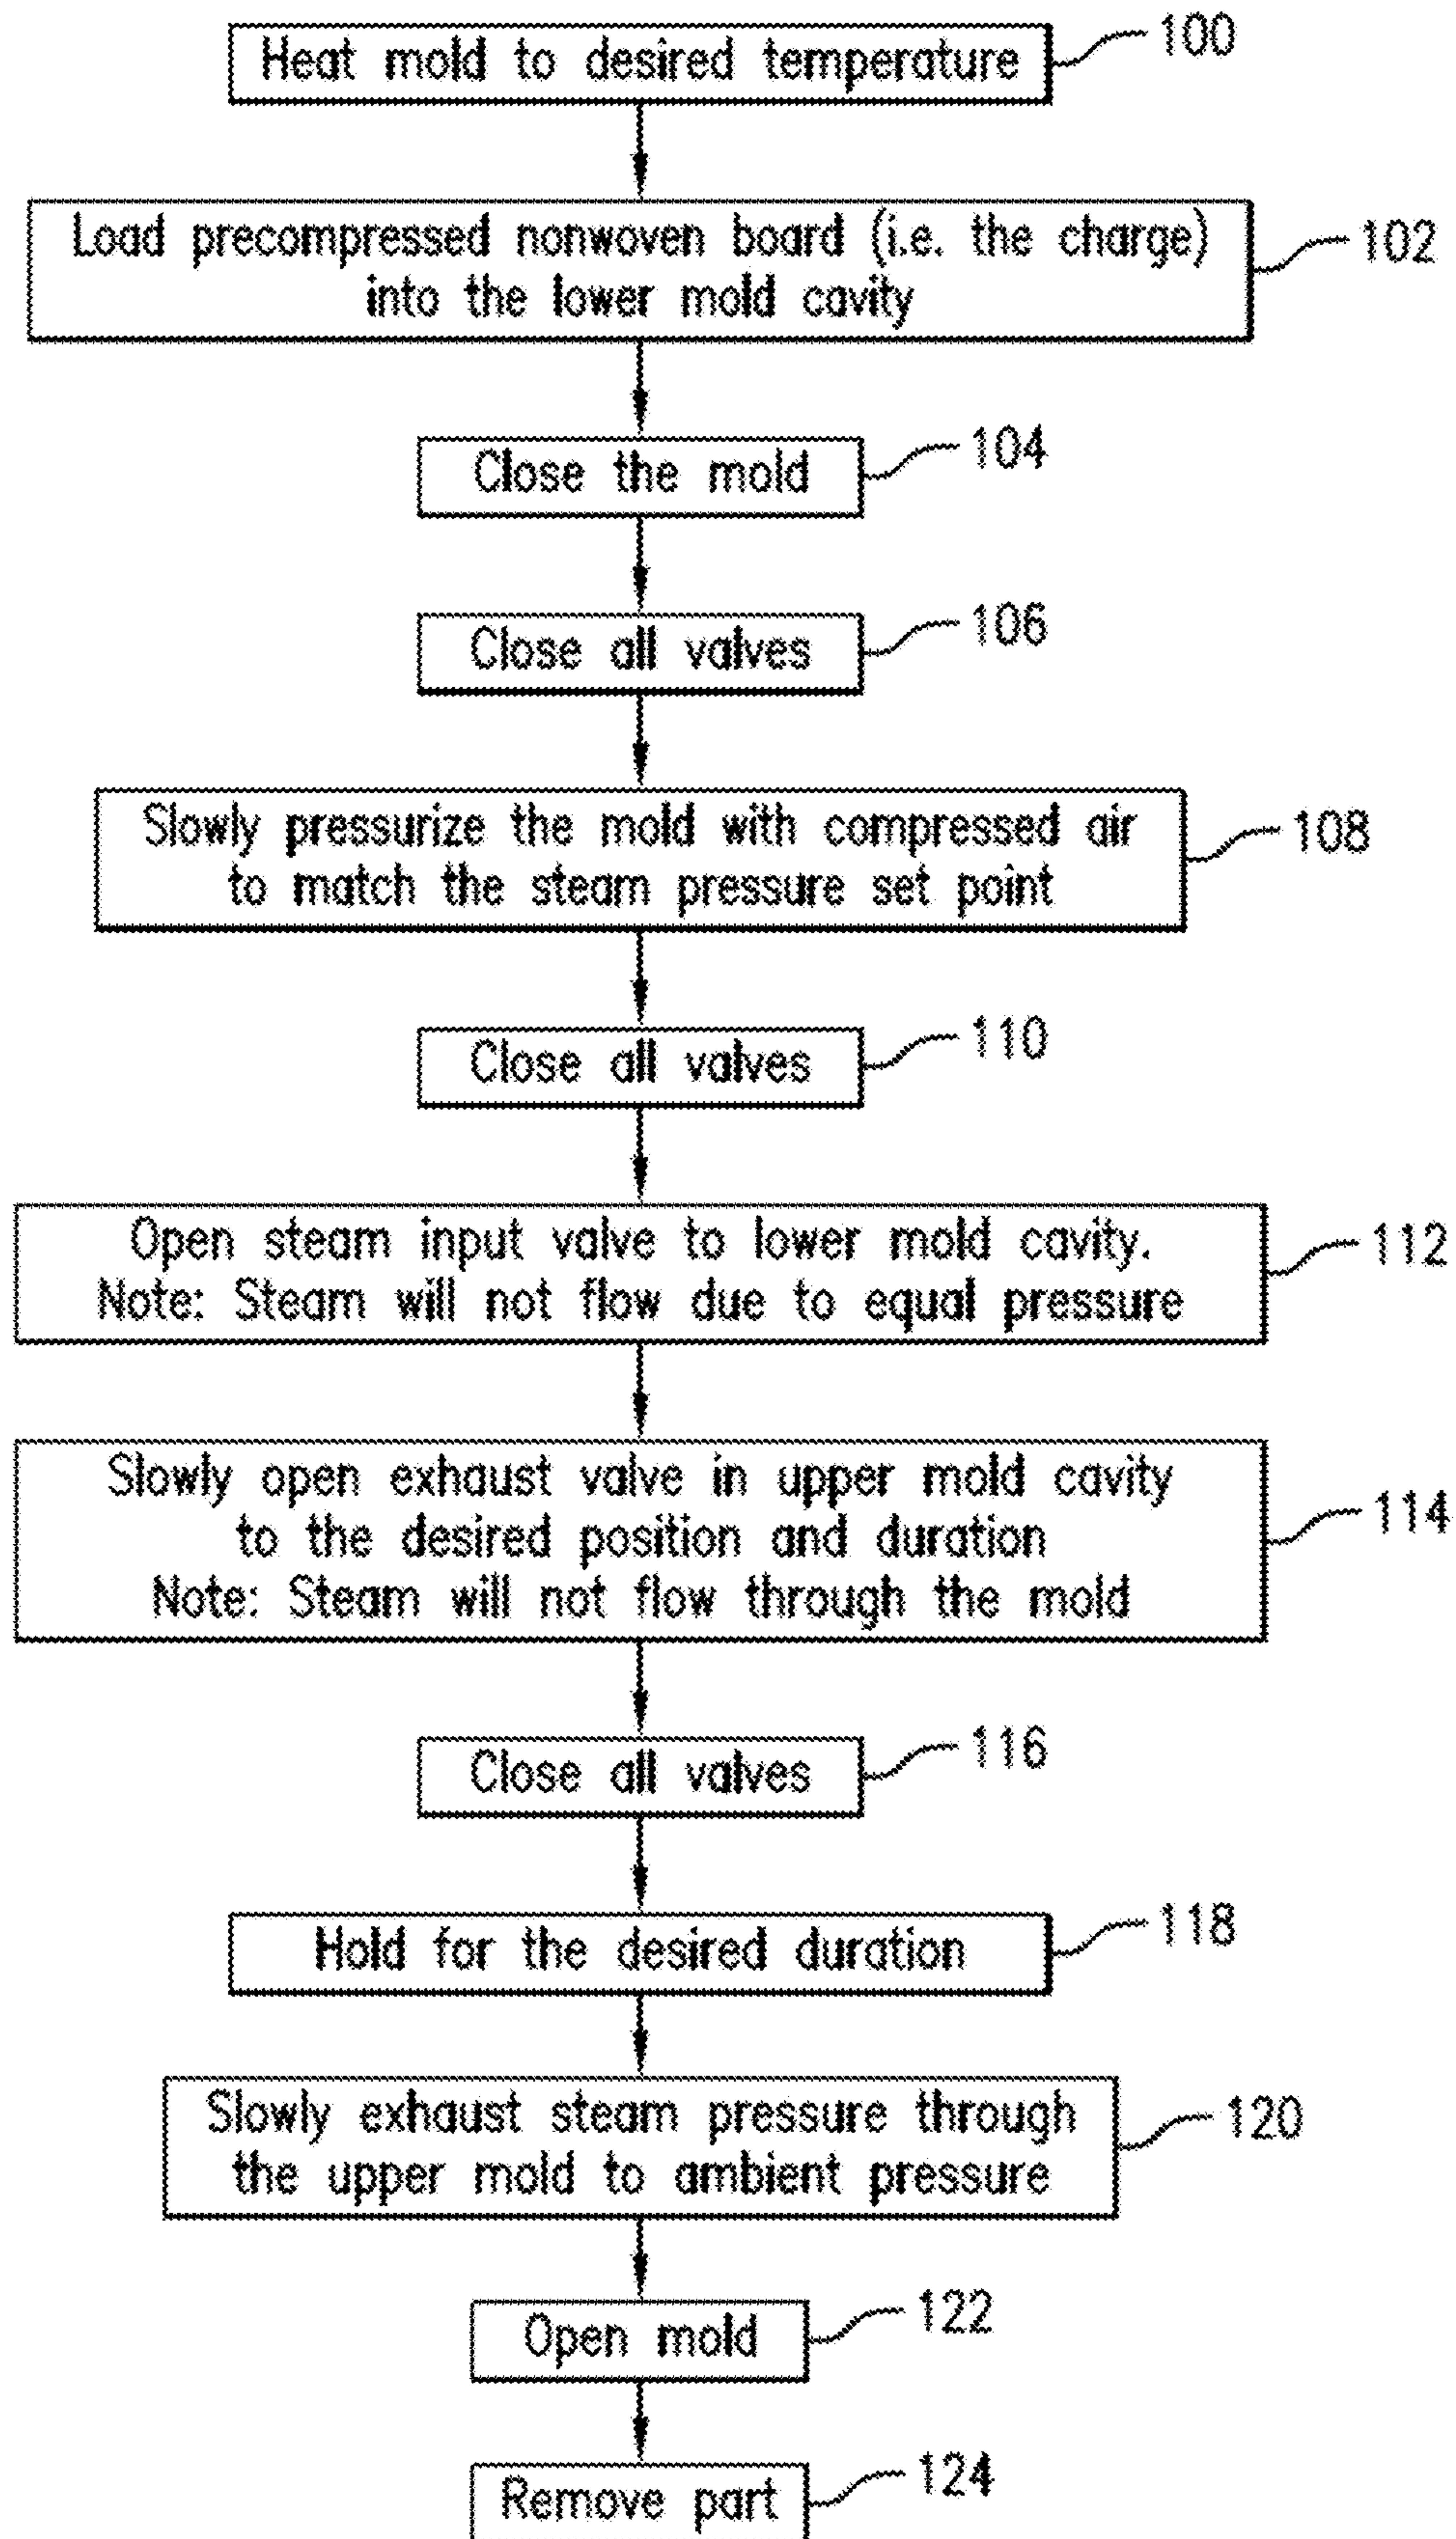 Heat mold to desired temperature
100
Load precompressed nonwoven board (i.e. the charge)
into the lower mold cavity
102
Close the mold
104
Close all valves
106
Slowly pressurize the mold with compressed air
to match the steam pressure set point
108
Close all valves
110
Open steam input valve to lower mold cavity.
Note: Steam will not flow due to equal pressure
112
Slowly open exhaust valve in upper mold cavity
to the desired position and duration
Note: Steam will not flow through the mold
114
Close all valves
116
Hold for the desired duration
118
Slowly exhaust steam pressure through
the upper mold to ambient pressure
120
Open mold
122
Remove part
124